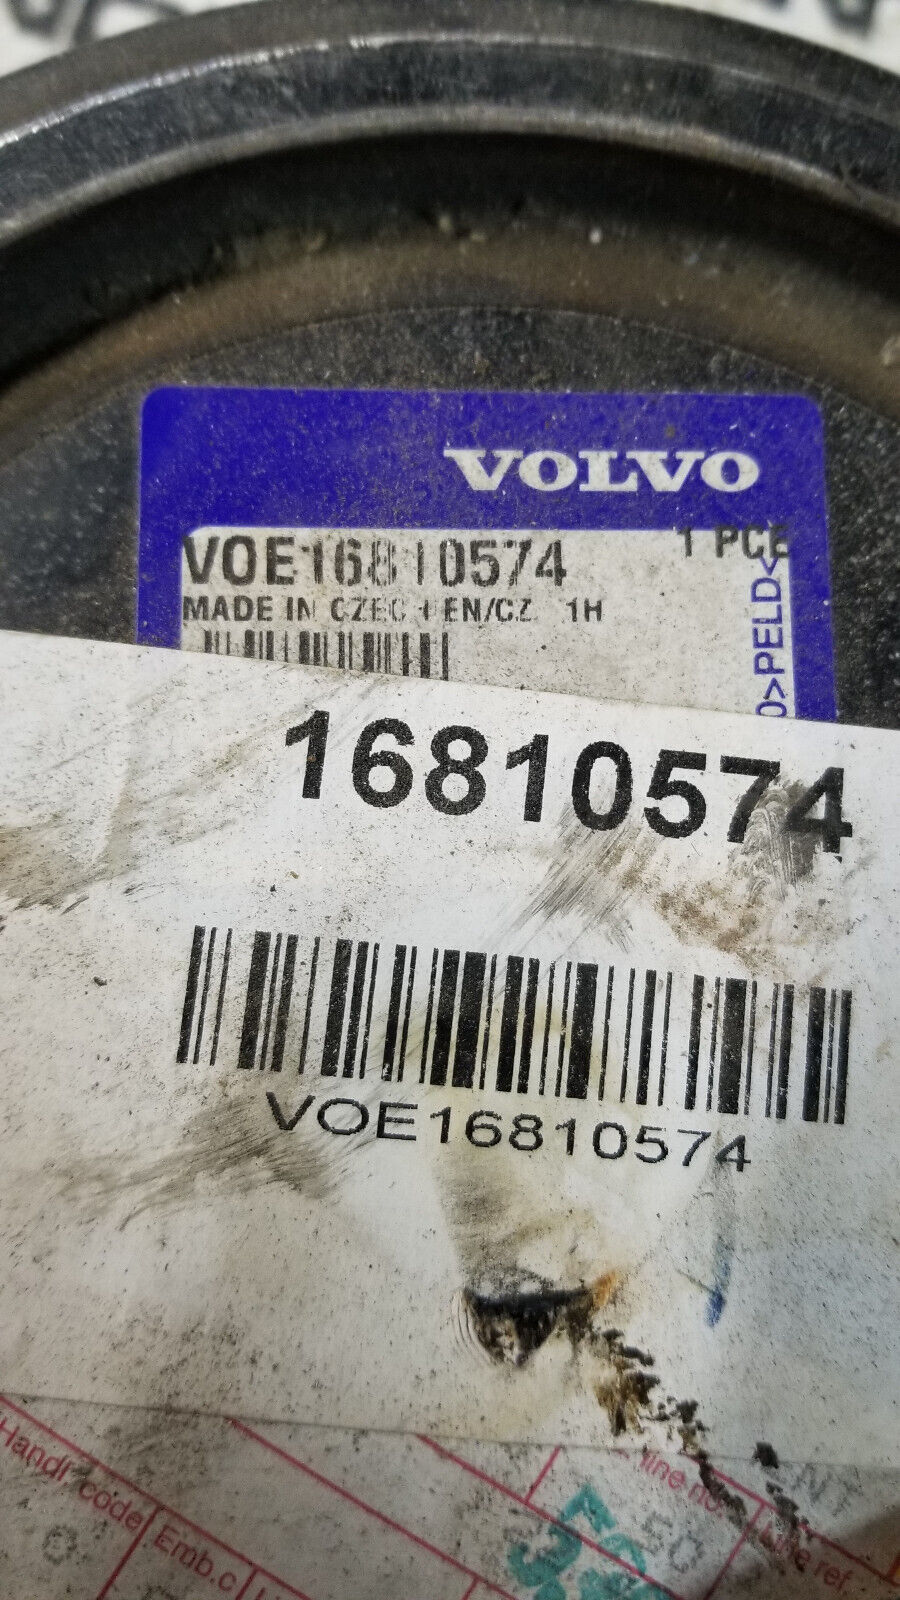 VOLVO
VOE16810574
1 PCE
MADE IN CZECH EN/CZ 1H
>PELD<
16810574
VOE16810574
Handl. code
Emb.c
line no.
Line ref.